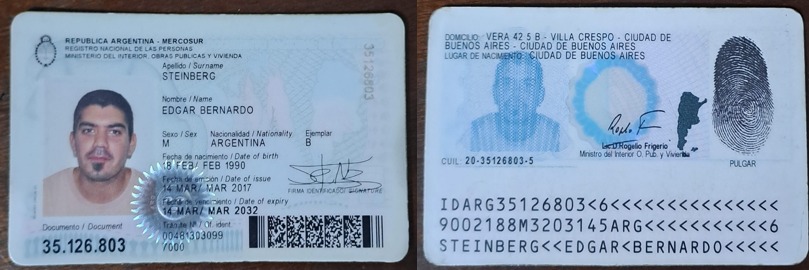 REPUBLICA ARGENTINA - MERCOSUR
REGISTRO NACIONAL DE LAS PERSONAS
MINISTERIO DEL INTERIOR, OBRAS PUBLICAS Y VIVIENDA
Apellido / Surname
STEINBERG
Nombre / Name
EDGAR BERNARDO
Sexo / Sex Nacionalidad / Nationality Ejemplar
M ARGENTINA B
Fecha de nacimiento / Date of birth
18 FEB/ FEB 1990
Fecha de emisión / Date of issue
14 MAR/ MAR 2017
FIRMA IDENTIFICADO/ SIGNATURE
Fecha de vencimiento / Date of expiry
14 MAR/ MAR 2032
Documento / Document
35.126.803
Trámite Nº / Of. ident.
00481303099
7000
35126803
DOMICILIO: VERA 42 5 B - VILLA CRESPO - CIUDAD DE
BUENOS AIRES - CIUDAD DE BUENOS AIRES
LUGAR DE NACIMIENTO: CIUDAD DE BUENOS AIRES
Lic.D.Rogelio Frigerio
Ministro del Interior O. Pub. y Vivienda
CUIL: 20-35126803-5
PULGAR
IDARG35126803<6<<<<<<<<<<<<<<<
9002188M3203145ARG<<<<<<<<<<<6
STEINBERG<<EDGAR<BERNARDO<<<<<